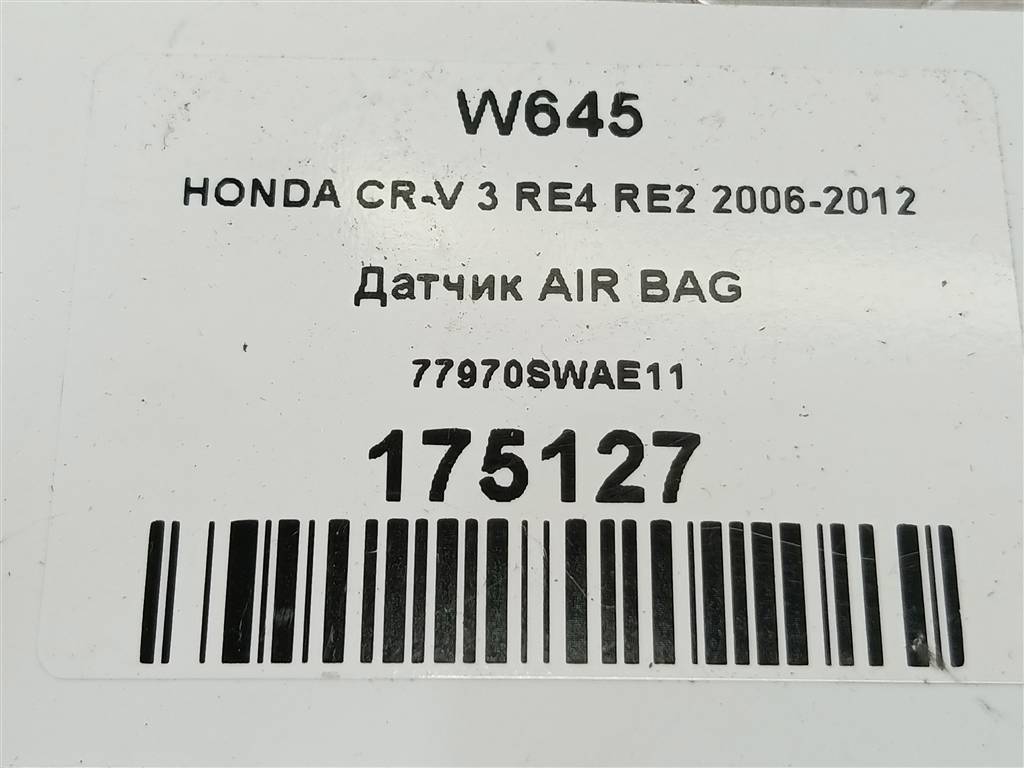 W645
HONDA CR-V 3 RE4 RE2 2006-2012
Датчик AIR BAG
77970SWAE11
175127